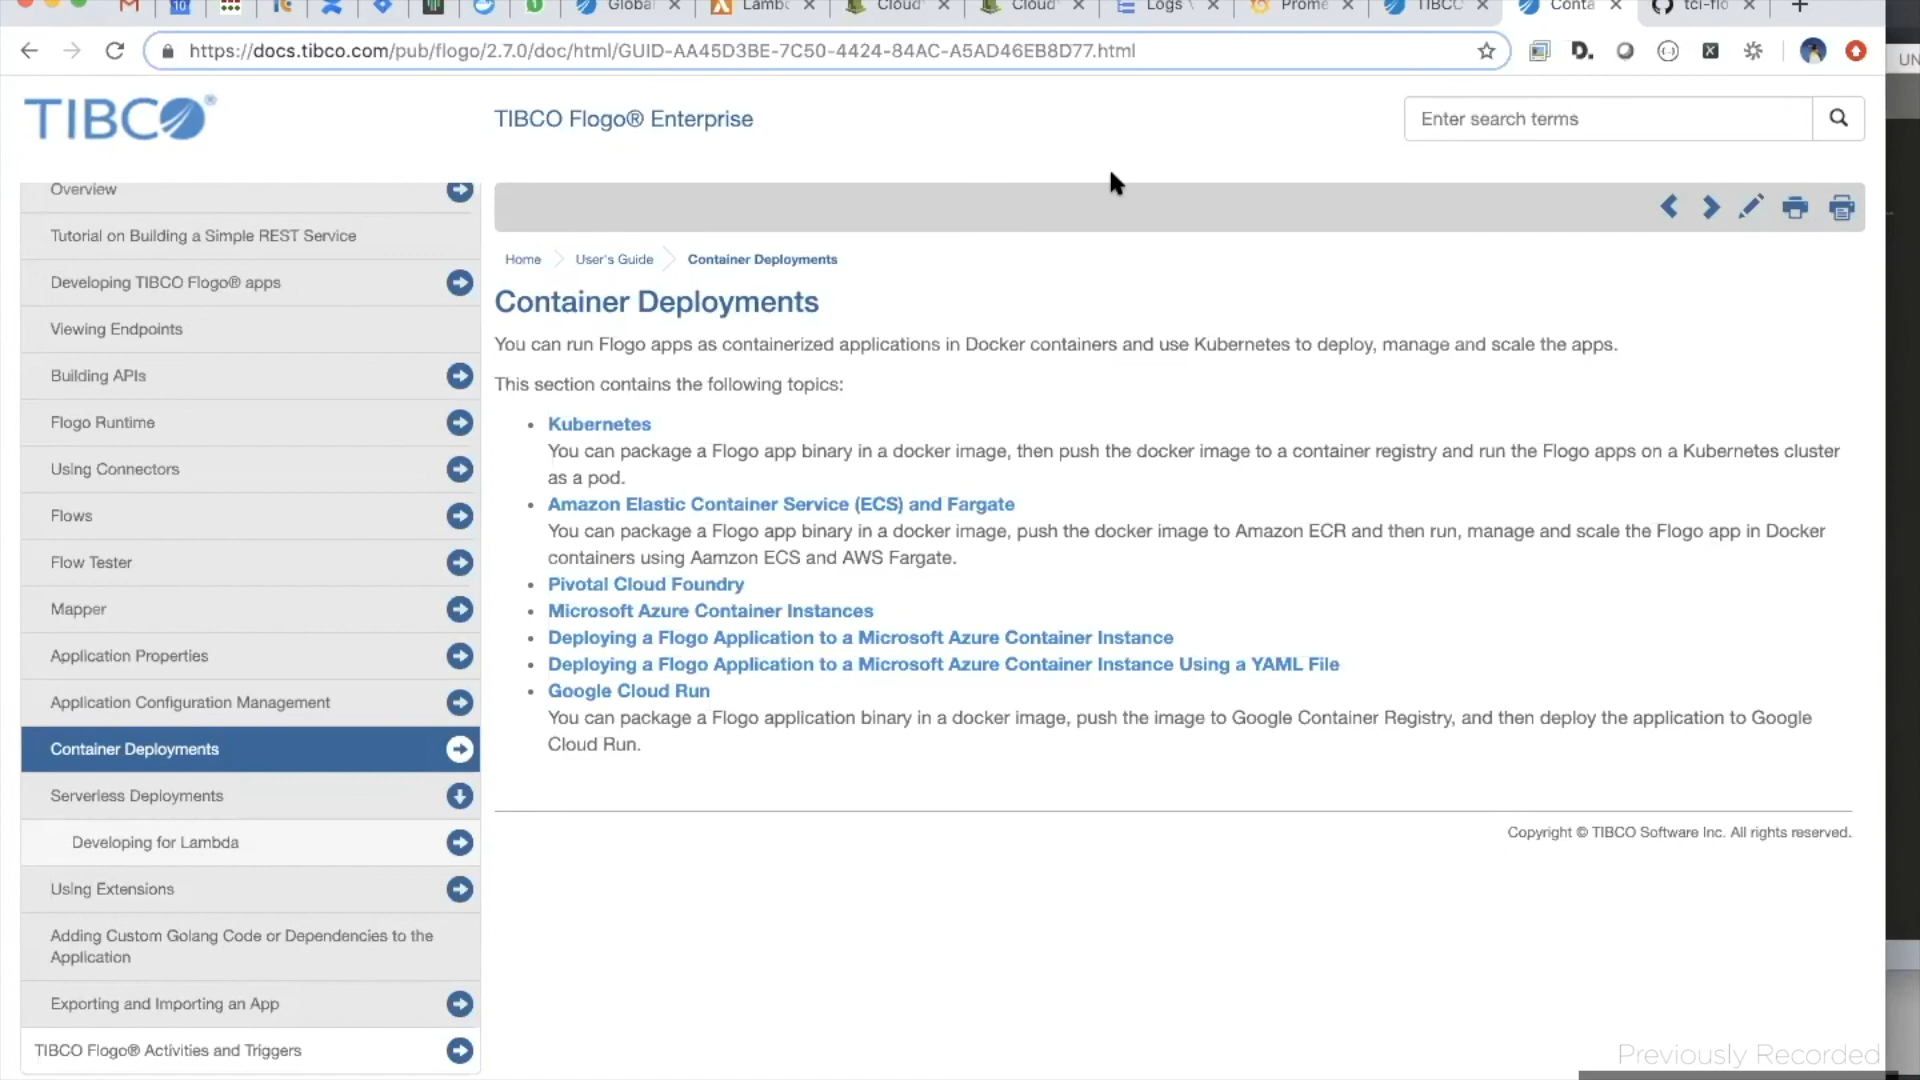 10
Global
Lambo
Cloud
Cloud
Logs \
Prome
TIBCC
Conta
tci-flo
https://docs.tibco.com/pub/flogo/2.7.0/doc/html/GUID-AA45D3BE-7C50-4424-84AC-A5AD46EB8D77.html
D.
UN
TIBCO®
TIBCO Flogo® Enterprise
Enter search terms
Overview
Tutorial on Building a Simple REST Service
Developing TIBCO Flogo® apps
Viewing Endpoints
Building APIs
Flogo Runtime
Using Connectors
Flows
Flow Tester
Mapper
Application Properties
Application Configuration Management
Container Deployments
Serverless Deployments
Developing for Lambda
Using Extensions
Adding Custom Golang Code or Dependencies to the
Application
Exporting and Importing an App
TIBCO Flogo® Activities and Triggers
Home
User's Guide
Container Deployments
Container Deployments
You can run Flogo apps as containerized applications in Docker containers and use Kubernetes to deploy, manage and scale the apps.
This section contains the following topics:
• Kubernetes
You can package a Flogo app binary in a docker image, then push the docker image to a container registry and run the Flogo apps on a Kubernetes cluster
as a pod.
• Amazon Elastic Container Service (ECS) and Fargate
You can package a Flogo app binary in a docker image, push the docker image to Amazon ECR and then run, manage and scale the Flogo app in Docker
containers using Aamzon ECS and AWS Fargate.
• Pivotal Cloud Foundry
• Microsoft Azure Container Instances
• Deploying a Flogo Application to a Microsoft Azure Container Instance
• Deploying a Flogo Application to a Microsoft Azure Container Instance Using a YAML File
• Google Cloud Run
You can package a Flogo application binary in a docker image, push the image to Google Container Registry, and then deploy the application to Google
Cloud Run.
Copyright © TIBCO Software Inc. All rights reserved.
Previously Recorded